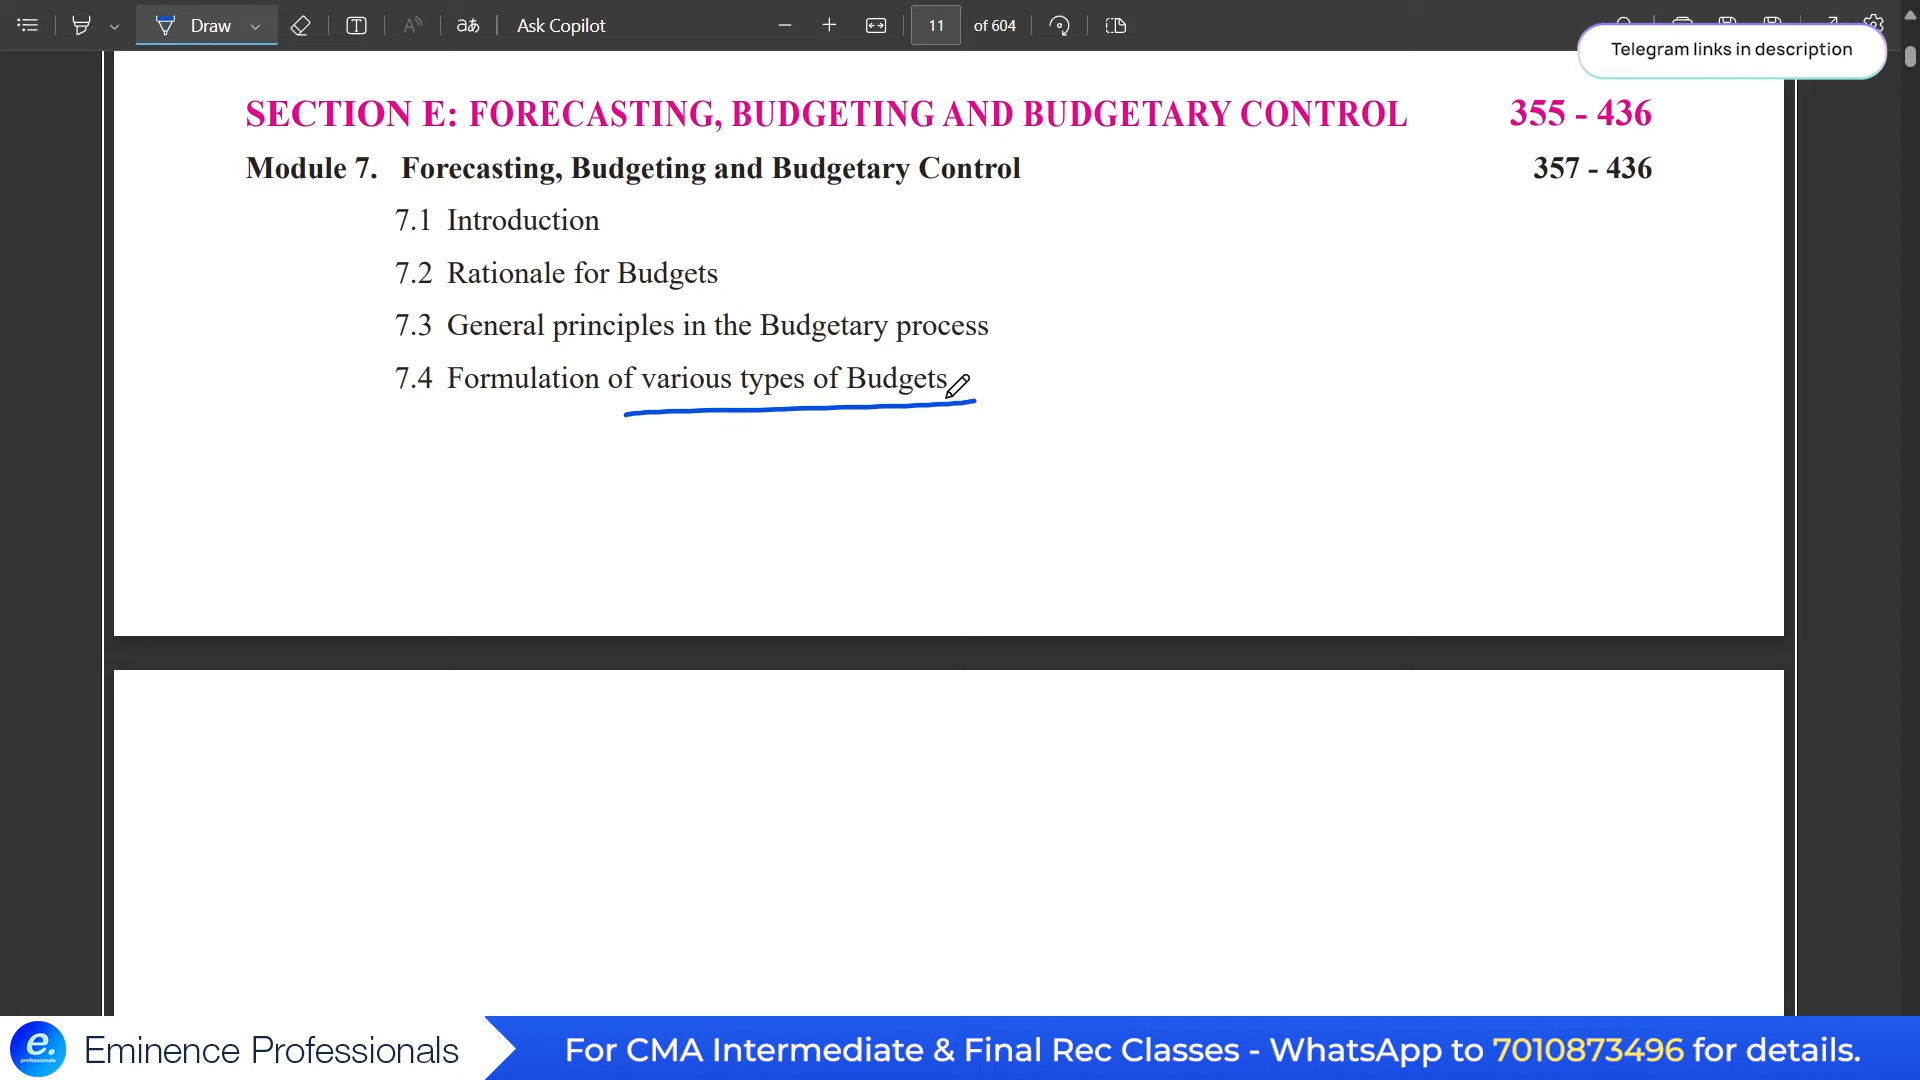 Draw
Ask Copilot
11 of 604
Telegram links in description
SECTION E: FORECASTING, BUDGETING AND BUDGETARY CONTROL 355 - 436
Module 7. Forecasting, Budgeting and Budgetary Control 357 - 436
7.1 Introduction
7.2 Rationale for Budgets
7.3 General principles in the Budgetary process
7.4 Formulation of various types of Budgets
e. professionals
Eminence Professionals
For CMA Intermediate & Final Rec Classes - WhatsApp to 7010873496 for details.